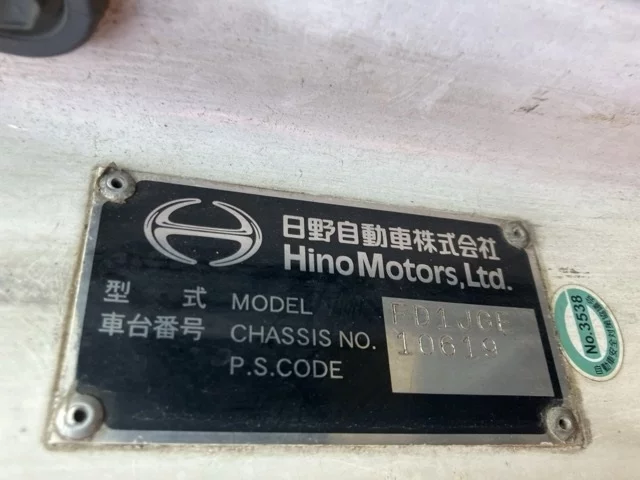 日野自動車株式会社
Hino Motors, Ltd.
型 式 MODEL FD1JGE
車台番号 CHASSIS NO. 10619
P.S.CODE
No.3538